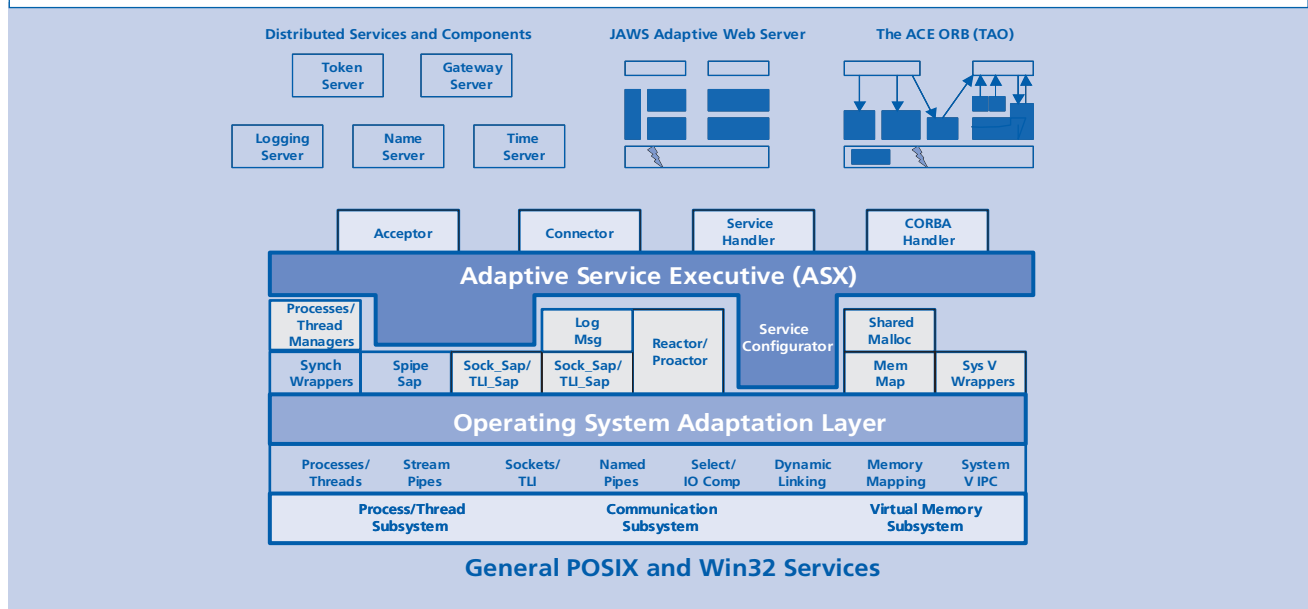 Distributed Services and Components
JAWS Adaptive Web Server
The ACE ORB (TAO)
Token
Server
Gateway
Server
Logging
Server
Name
Server
Time
Server
Acceptor
Connector
Service
Handler
CORBA
Handler
Adaptive Service Executive (ASX)
Processes/
Thread
Managers
Log
Msg
Reactor/
Proactor
Service
Configurator
Shared
Malloc
Synch
Wrappers
Spipe
Sap
Sock_Sap/
TLI_Sap
Sock_Sap/
TLI_Sap
Mem
Map
Sys V
Wrappers
Operating System Adaptation Layer
Processes/
Threads
Stream
Pipes
Sockets/
TLI
Named
Pipes
Select/
IO Comp
Dynamic
Linking
Memory
Mapping
System
V IPC
Process/Thread
Subsystem
Communication
Subsystem
Virtual Memory
Subsystem
General POSIX and Win32 Services